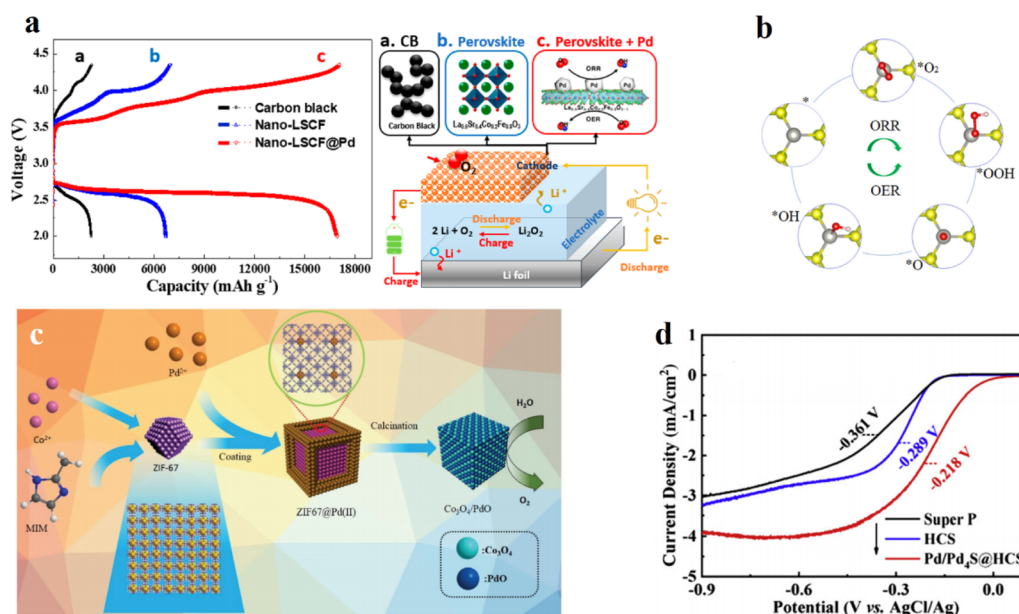 a
4.5
4.0
3.5
3.0
2.5
2.0
Voltage (V)
a
b
c
Carbon black
Nano-LSCF
Nano-LSCF@Pd
0
3000
6000
9000
12000
15000
18000
Capacity (mAh g⁻¹)
a. CB
Carbon Black
b. Perovskite
c. Perovskite + Pd
ORR
Pd
Pd
Pd
OER
O₂
Cathode
Li⁺
e-
Discharge
2 Li + O₂
Li₂O₂
Charge
Electrolyte
Li⁺
Li foil
e-
Charge
Discharge
b
*O₂
*
ORR
OER
*OOH
*OH
*O
c
Pd²⁺
Co²⁺
MIM
ZIF-67
Coating
ZIF67@Pd(II)
Calcination
H₂O
O₂
Co₃O₄/PdO
:Co₃O₄
:PdO
d
0
-1
-2
-3
-4
-5
Current Density (mA/cm²)
-0.361 V
-0.289 V
-0.218 V
Super P
HCS
Pd/Pd₄S@HCS
-0.9
-0.6
-0.3
0.0
Potential (V vs. AgCl/Ag)